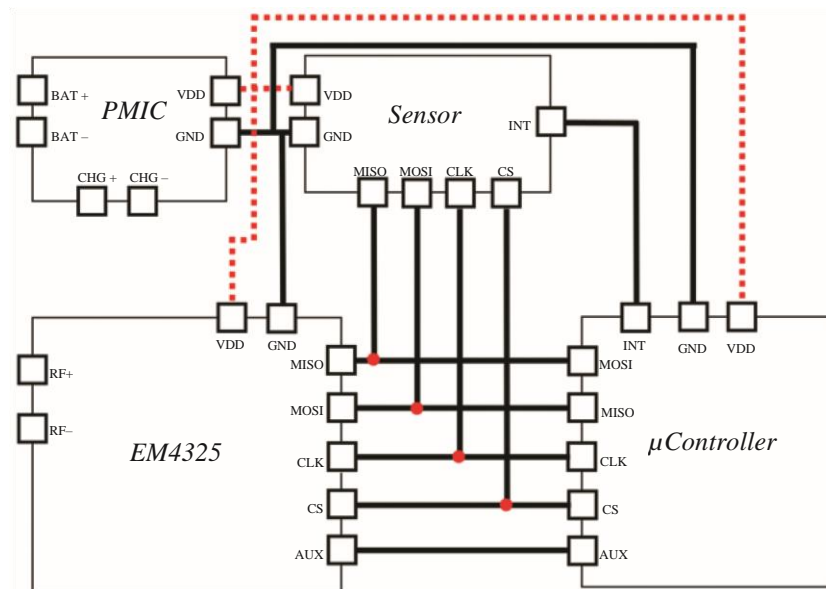 BAT +
BAT –
PMIC
VDD
GND
CHG +
CHG –
VDD
GND
Sensor
INT
MISO
MOSI
CLK
CS
VDD
GND
RF+
RF–
EM4325
MISO
MOSI
CLK
CS
AUX
INT
GND
VDD
MOSI
MISO
CLK
CS
AUX
µController